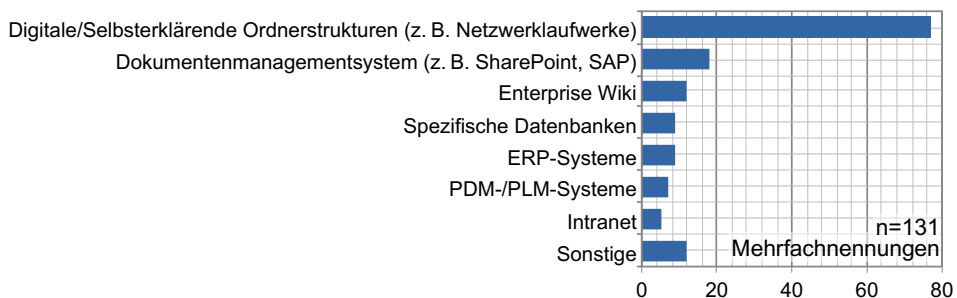 Digitale/Selbsterklärende Ordnerstrukturen (z. B. Netzwerklaufwerke)
Dokumentenmanagementsystem (z. B. SharePoint, SAP)
Enterprise Wiki
Spezifische Datenbanken
ERP-Systeme
PDM-/PLM-Systeme
Intranet
Sonstige
n=131
Mehrfachnennungen
0 20 40 60 80